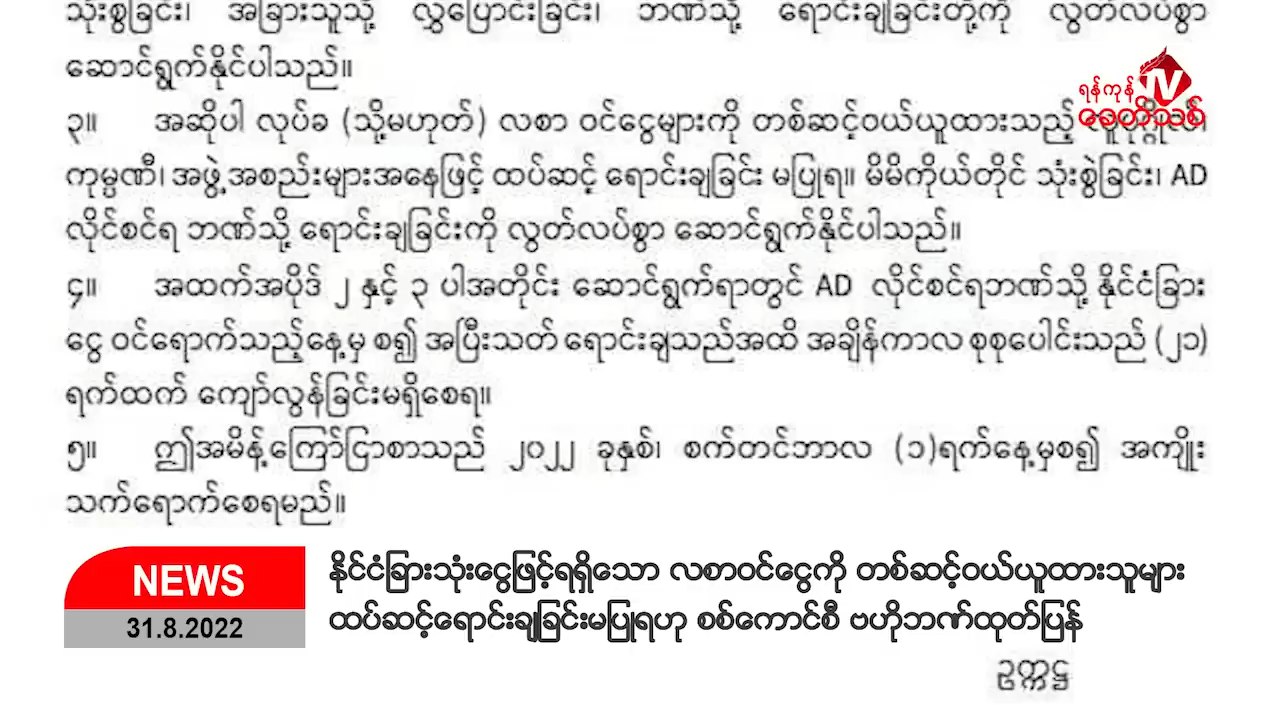 သုံးစွဲခြင်း၊ အခြားသူသို့ လွှဲပြောင်းခြင်း၊ ဘဏ်သို့ ရောင်းချခြင်းတို့ကို လွတ်လပ်စွာ
ဆောင်ရွက်နိုင်ပါသည်။
ရန်ကုန် TV
ခေတ်သစ်
၃။ အဆိုပါ လုပ်ခ (သို့မဟုတ်) လစာ ဝင်ငွေများကို တစ်ဆင့်ဝယ်ယူထားသည့်
ကုမ္ပဏီ၊ အဖွဲ့အစည်းများအနေဖြင့် ထပ်ဆင့် ရောင်းချခြင်း မပြုရ။ မိမိကိုယ်တိုင် သုံးစွဲခြင်း၊ AD
လိုင်စင်ရ ဘဏ်သို့ ရောင်းချခြင်းကို လွတ်လပ်စွာ ဆောင်ရွက်နိုင်ပါသည်။
၄။ အထက်အပိုဒ် ၂ နှင့် ၃ ပါအတိုင်း ဆောင်ရွက်ရာတွင် AD လိုင်စင်ရဘဏ်သို့ နိုင်ငံခြား
ငွေ ဝင်ရောက်သည့်နေ့မှ စ၍ အပြီးသတ် ရောင်းချသည်အထိ အချိန်ကာလ စုစုပေါင်းသည် (၂၁)
ရက်ထက် ကျော်လွန်ခြင်းမရှိစေရ။
၅။ ဤအမိန့်ကြော်ငြာစာသည် ၂၀၂၂ ခုနှစ်၊ စက်တင်ဘာလ (၁)ရက်နေ့မှစ၍ အကျိုး
သက်ရောက်စေရမည်။
NEWS
31.8.2022
နိုင်ငံခြားသုံးငွေဖြင့်ရရှိသော လစာဝင်ငွေကို တစ်ဆင့်ဝယ်ယူထားသူများ
ထပ်ဆင့်ရောင်းချခြင်းမပြုရဟု စစ်ကောင်စီ ဗဟိုဘဏ်ထုတ်ပြန်
ဥက္ကဋ္ဌ